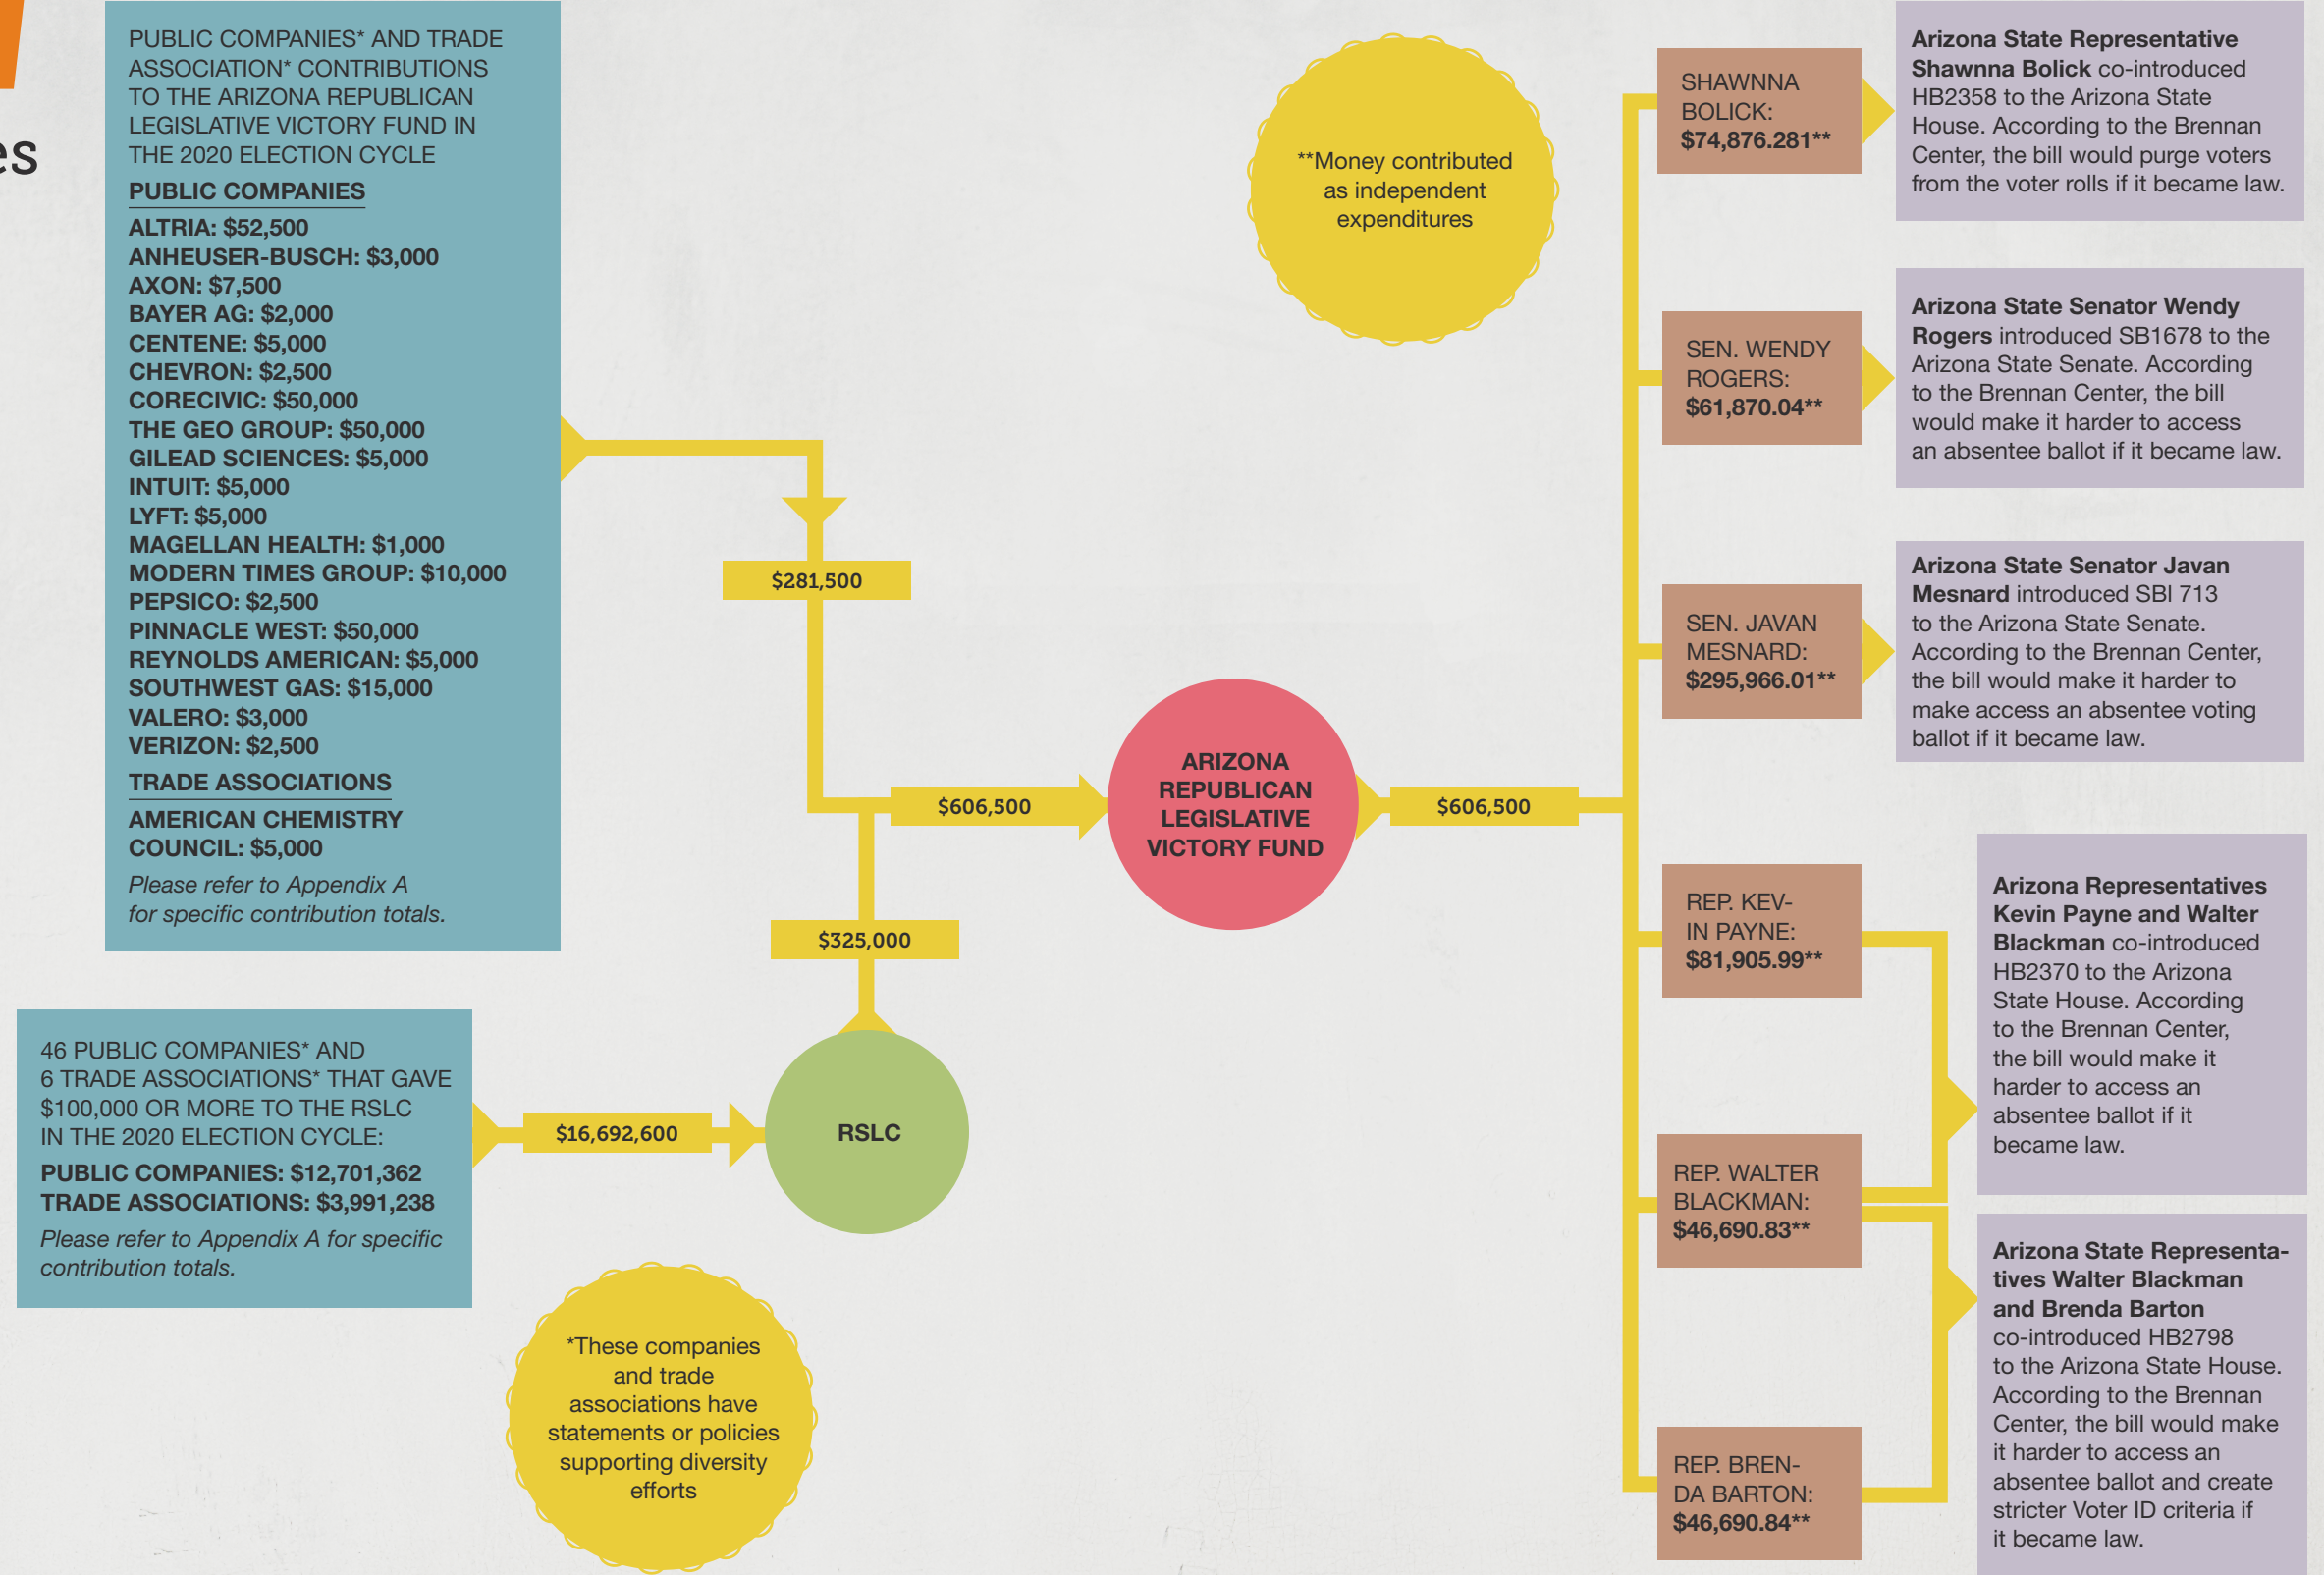 es
PUBLIC COMPANIES* AND TRADE
ASSOCIATION* CONTRIBUTIONS
TO THE ARIZONA REPUBLICAN
LEGISLATIVE VICTORY FUND IN
THE 2020 ELECTION CYCLE
PUBLIC COMPANIES
ALTRIA: $52,500
ANHEUSER-BUSCH: $3,000
AXON: $7,500
BAYER AG: $2,000
CENTENE: $5,000
CHEVRON: $2,500
CORECIVIC: $50,000
THE GEO GROUP: $50,000
GILEAD SCIENCES: $5,000
INTUIT: $5,000
LYFT: $5,000
MAGELLAN HEALTH: $1,000
MODERN TIMES GROUP: $10,000
PEPSICO: $2,500
PINNACLE WEST: $50,000
REYNOLDS AMERICAN: $5,000
SOUTHWEST GAS: $15,000
VALERO: $3,000
VERIZON: $2,500
TRADE ASSOCIATIONS
AMERICAN CHEMISTRY
COUNCIL: $5,000
Please refer to Appendix A
for specific contribution totals.
46 PUBLIC COMPANIES* AND
6 TRADE ASSOCIATIONS* THAT GAVE
$100,000 OR MORE TO THE RSLC
IN THE 2020 ELECTION CYCLE:
PUBLIC COMPANIES: $12,701,362
TRADE ASSOCIATIONS: $3,991,238
Please refer to Appendix A for specific
contribution totals.
$16,692,600
RSLC
$325,000
$281,500
$606,500
ARIZONA
REPUBLICAN
LEGISLATIVE
VICTORY FUND
$606,500
*These companies
and trade
associations have
statements or policies
supporting diversity
efforts
**Money contributed
as independent
expenditures
SHAWNNA
BOLICK:
$74,876.281**
Arizona State Representative
Shawnna Bolick co-introduced
HB2358 to the Arizona State
House. According to the Brennan
Center, the bill would purge voters
from the voter rolls if it became law.
SEN. WENDY
ROGERS:
$61,870.04**
Arizona State Senator Wendy
Rogers introduced SB1678 to the
Arizona State Senate. According
to the Brennan Center, the bill
would make it harder to access
an absentee ballot if it became law.
SEN. JAVAN
MESNARD:
$295,966.01**
Arizona State Senator Javan
Mesnard introduced SBl 713
to the Arizona State Senate.
According to the Brennan Center,
the bill would make it harder to
make access an absentee voting
ballot if it became law.
REP. KEV-
IN PAYNE:
$81,905.99**
Arizona Representatives
Kevin Payne and Walter
Blackman co-introduced
HB2370 to the Arizona
State House. According
to the Brennan Center,
the bill would make it
harder to access an
absentee ballot if it
became law.
REP. WALTER
BLACKMAN:
$46,690.83**
Arizona State Representa-
tives Walter Blackman
and Brenda Barton
co-introduced HB2798
to the Arizona State House.
According to the Brennan
Center, the bill would make
it harder to access an
absentee ballot and create
stricter Voter ID criteria if
it became law.
REP. BREN-
DA BARTON:
$46,690.84**